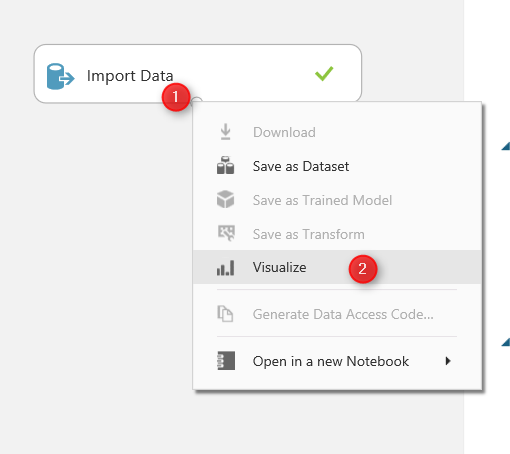 Import Data
1
Download
Save as Dataset
Save as Trained Model
Save as Transform
Visualize 2
Generate Data Access Code...
Open in a new Notebook